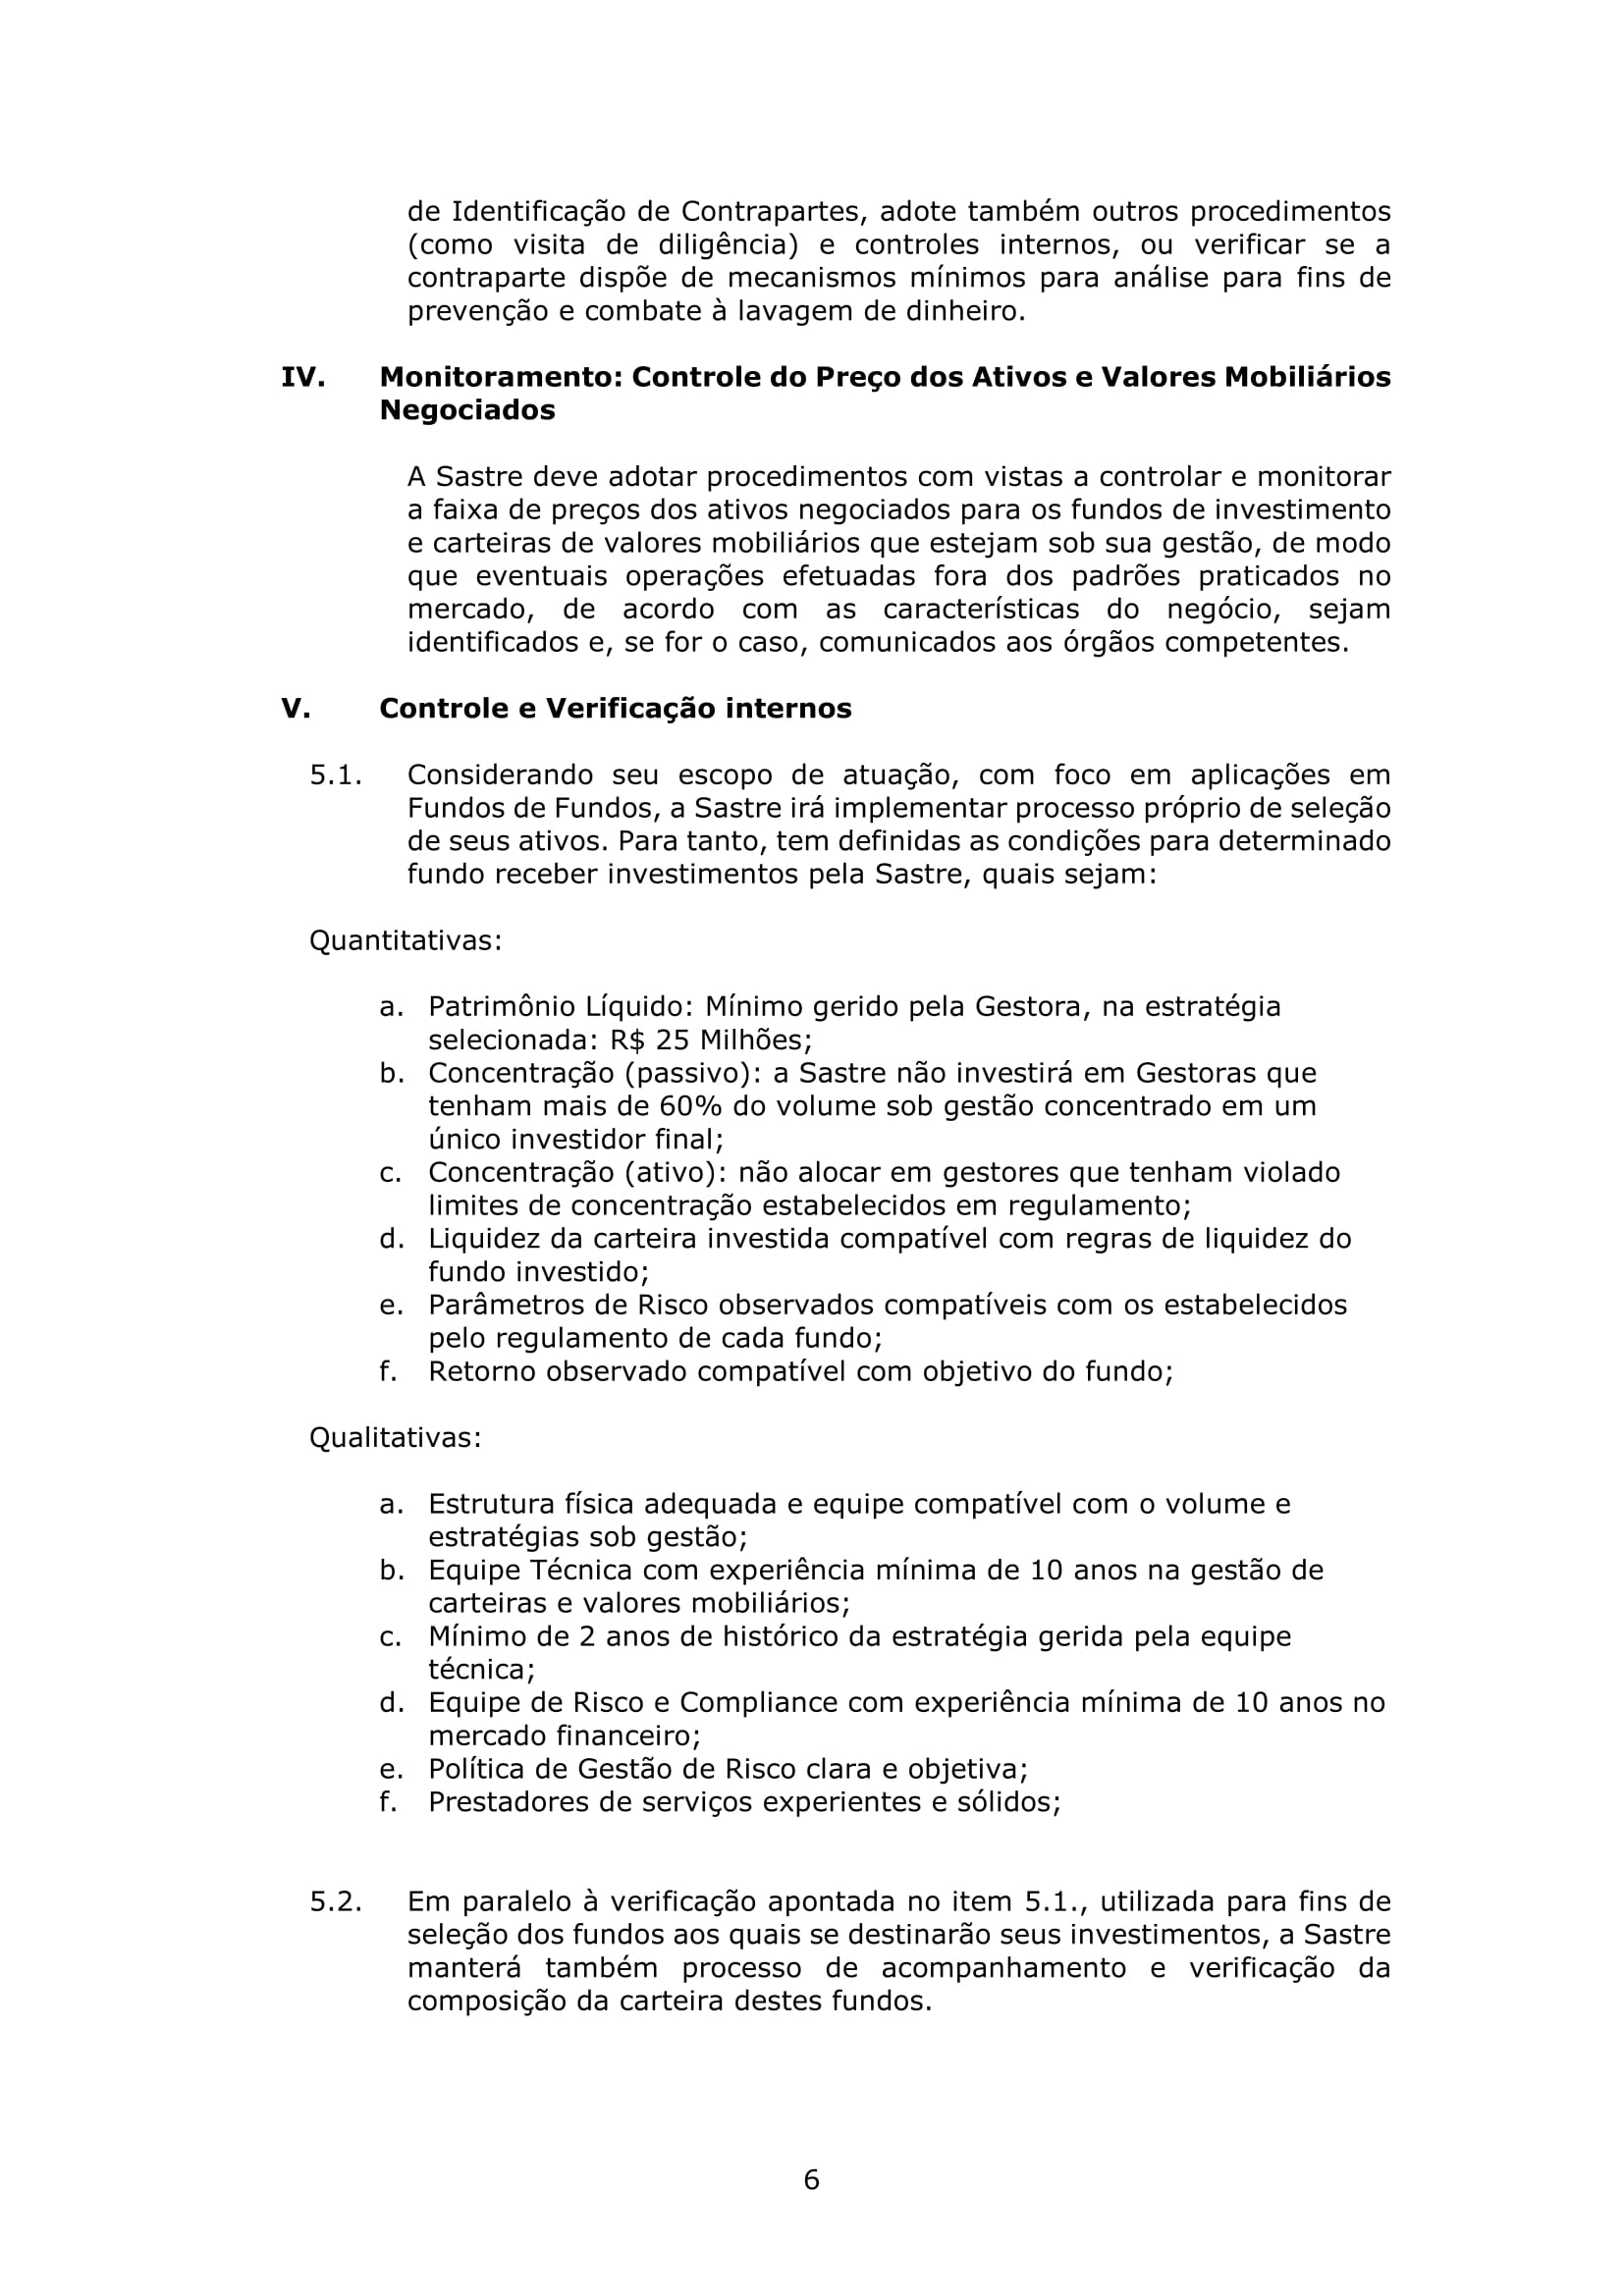 de Identificação de Contrapartes, adote também outros procedimentos
(como visita de diligência) e controles internos, ou verificar se a
contraparte dispõe de mecanismos mínimos para análise para fins de
prevenção e combate à lavagem de dinheiro.
IV. Monitoramento: Controle do Preço dos Ativos e Valores Mobiliários
Negociados
A Sastre deve adotar procedimentos com vistas a controlar e monitorar
a faixa de preços dos ativos negociados para os fundos de investimento
e carteiras de valores mobiliários que estejam sob sua gestão, de modo
que eventuais operações efetuadas fora dos padrões praticados no
mercado, de acordo com as características do negócio, sejam
identificados e, se for o caso, comunicados aos órgãos competentes.
V. Controle e Verificação internos
5.1. Considerando seu escopo de atuação, com foco em aplicações em
Fundos de Fundos, a Sastre irá implementar processo próprio de seleção
de seus ativos. Para tanto, tem definidas as condições para determinado
fundo receber investimentos pela Sastre, quais sejam:
Quantitativas:
a. Patrimônio Líquido: Mínimo gerido pela Gestora, na estratégia
selecionada: R$ 25 Milhões;
b. Concentração (passivo): a Sastre não investirá em Gestoras que
tenham mais de 60% do volume sob gestão concentrado em um
único investidor final;
c. Concentração (ativo): não alocar em gestores que tenham violado
limites de concentração estabelecidos em regulamento;
d. Liquidez da carteira investida compatível com regras de liquidez do
fundo investido;
e. Parâmetros de Risco observados compatíveis com os estabelecidos
pelo regulamento de cada fundo;
f. Retorno observado compatível com objetivo do fundo;
Qualitativas:
a. Estrutura física adequada e equipe compatível com o volume e
estratégias sob gestão;
b. Equipe Técnica com experiência mínima de 10 anos na gestão de
carteiras e valores mobiliários;
c. Mínimo de 2 anos de histórico da estratégia gerida pela equipe
técnica;
d. Equipe de Risco e Compliance com experiência mínima de 10 anos no
mercado financeiro;
e. Política de Gestão de Risco clara e objetiva;
f. Prestadores de serviços experientes e sólidos;
5.2. Em paralelo à verificação apontada no item 5.1., utilizada para fins de
seleção dos fundos aos quais se destinarão seus investimentos, a Sastre
manterá também processo de acompanhamento e verificação da
composição da carteira destes fundos.
6